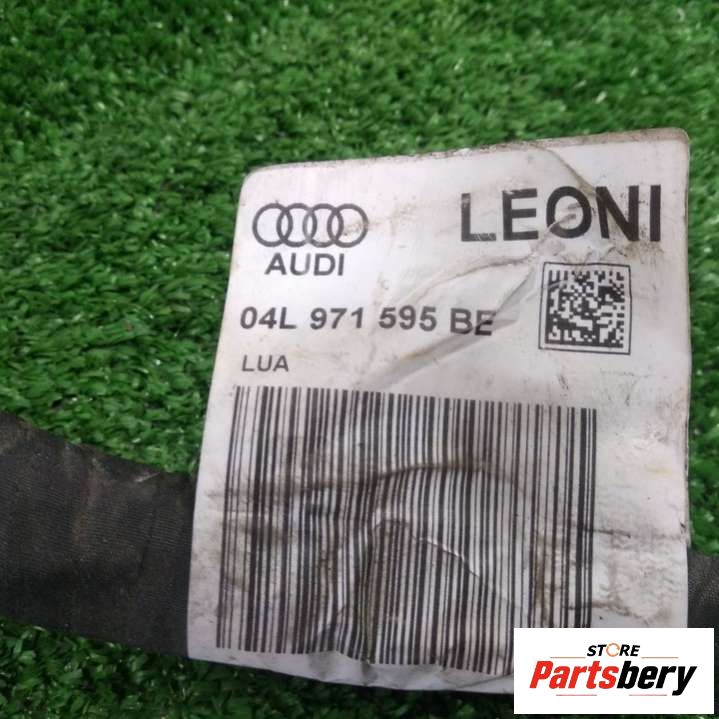 LEONI
AUDI
04L 971 595 BE
LUA
STORE
Partsbery